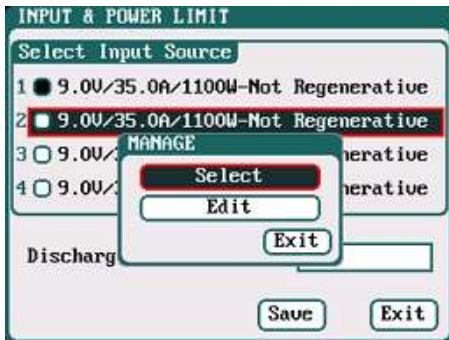 INPUT & POWER LIMIT
Select Input Source
1 9.0V/35.0A/1100W-Not Regenerative
2 9.0V/35.0A/1100W-Not Regenerative
MANAGE
3 9.0V/ nerative
Select
4 9.0V/ nerative
Edit
Exit
Discharg
Save Exit